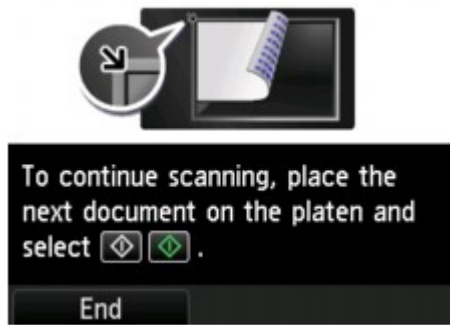 To continue scanning, place the
next document on the platen and
select .
End